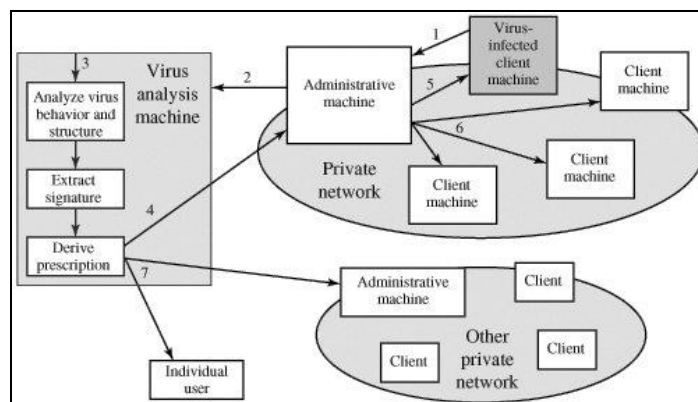 1
Virus-
infected
client
machine
3
Virus
analysis
machine
2
Administrative
machine
5
Client
machine
Analyze virus
behavior and
structure
6
Extract
signature
4
Private
network
Client
machine
Client
machine
Derive
prescription
7
Administrative
machine
Client
Other
private
network
Client
Client
Individual
user